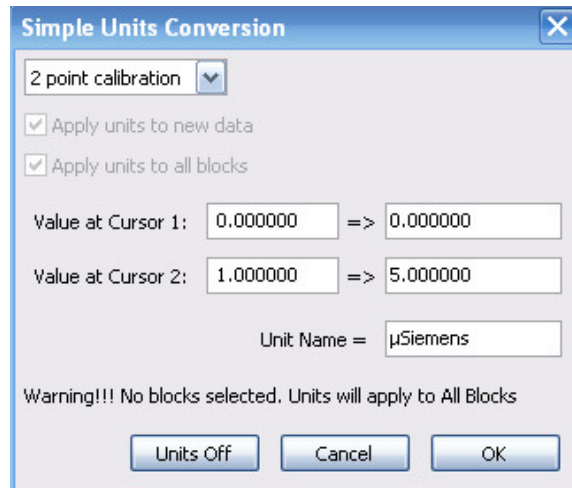 Simple Units Conversion
2 point calibration
Apply units to new data
Apply units to all blocks
Value at Cursor 1: 0.000000 => 0.000000
Value at Cursor 2: 1.000000 => 5.000000
Unit Name = µSiemens
Warning!!! No blocks selected. Units will apply to All Blocks
Units Off Cancel OK